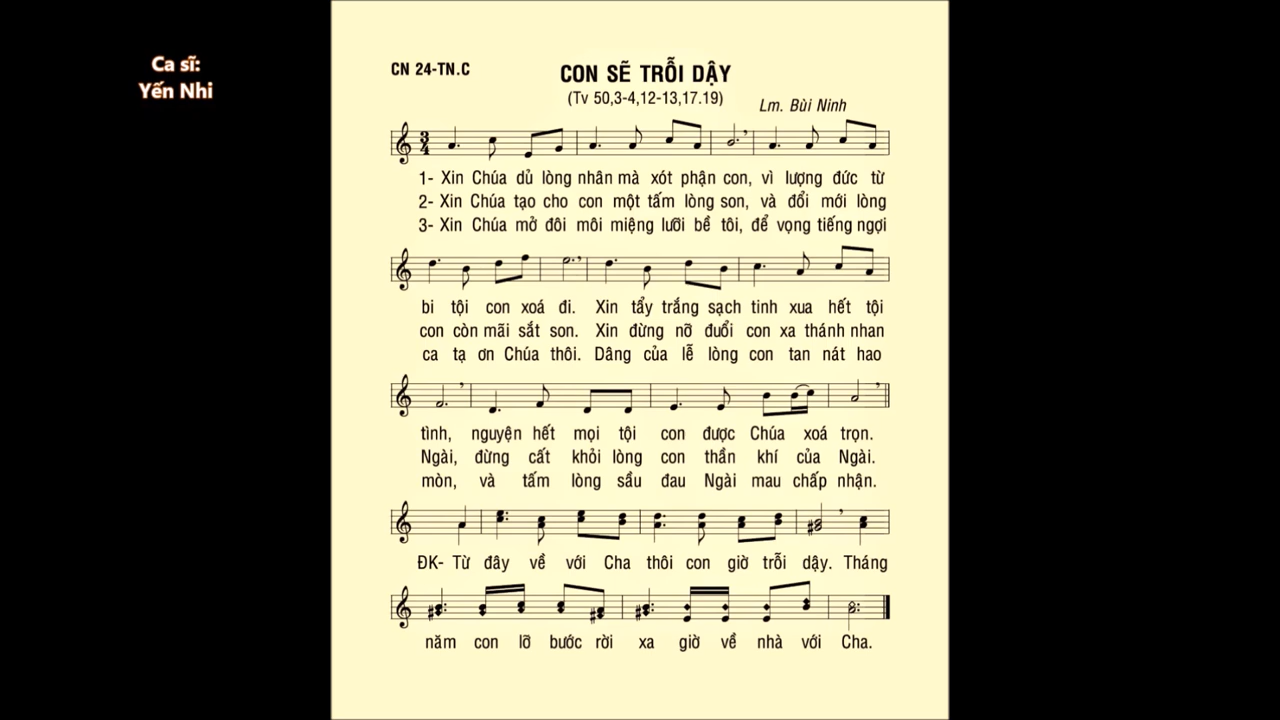 Ca sĩ:
Yến Nhi
CN 24-TN.C
CON SẼ TRỖI DẬY
(Tv 50,3-4,12-13,17.19)
Lm. Bùi Ninh
1- Xin Chúa dủ lòng nhân mà xót phận con, vì lượng đức từ
2- Xin Chúa tạo cho con một tấm lòng son, và đổi mới lòng
3- Xin Chúa mở đôi môi miệng lưỡi bề tôi, để vọng tiếng ngợi
bi tội con xoá đi. Xin tẩy trắng sạch tinh xua hết tội
con còn mãi sắt son. Xin đừng nỡ đuổi con xa thánh nhan
ca tạ ơn Chúa thôi. Dâng của lễ lòng con tan nát hao
tình, nguyện hết mọi tội con được Chúa xoá trọn.
Ngài, đừng cất khỏi lòng con thần khí của Ngài.
mòn, và tấm lòng sầu đau Ngài mau chấp nhận.
ĐK- Từ đây về với Cha thôi con giờ trỗi dậy. Tháng
năm con lỡ bước rời xa giờ về nhà với Cha.